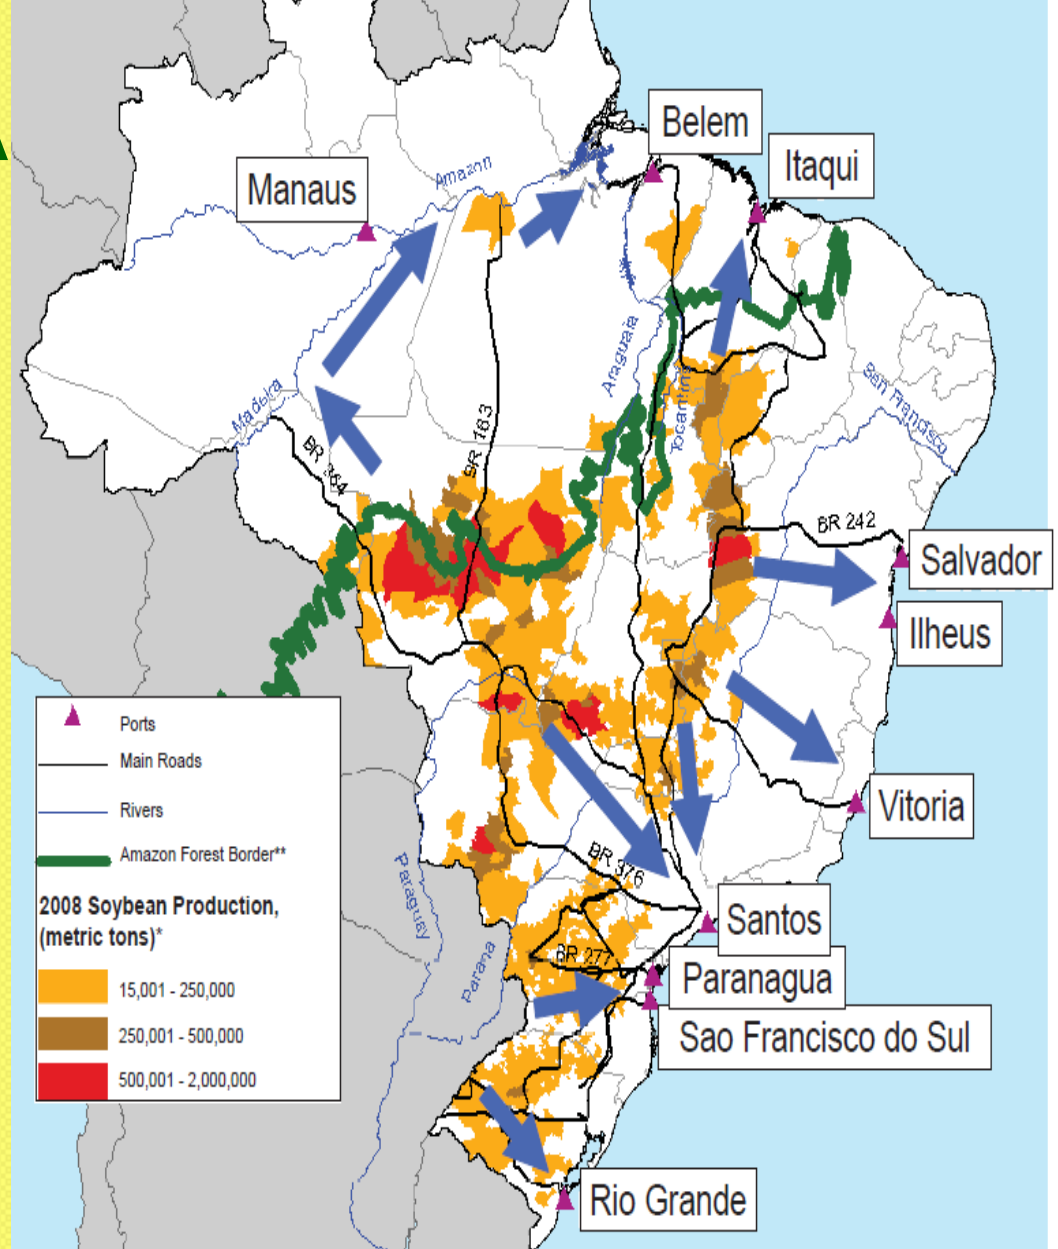 Belem
Itaqui
Manaus
Amazon
Araguaia
Madeira
Tocantins
San Francisco
BR 163
BR 364
BR 242
Salvador
Ilheus
Vitoria
BR 376
Santos
BR 277
Paranagua
Sao Francisco do Sul
Paraguay
Parana
Rio Grande
Ports
Main Roads
Rivers
Amazon Forest Border**
2008 Soybean Production,
(metric tons)*
15,001 - 250,000
250,001 - 500,000
500,001 - 2,000,000